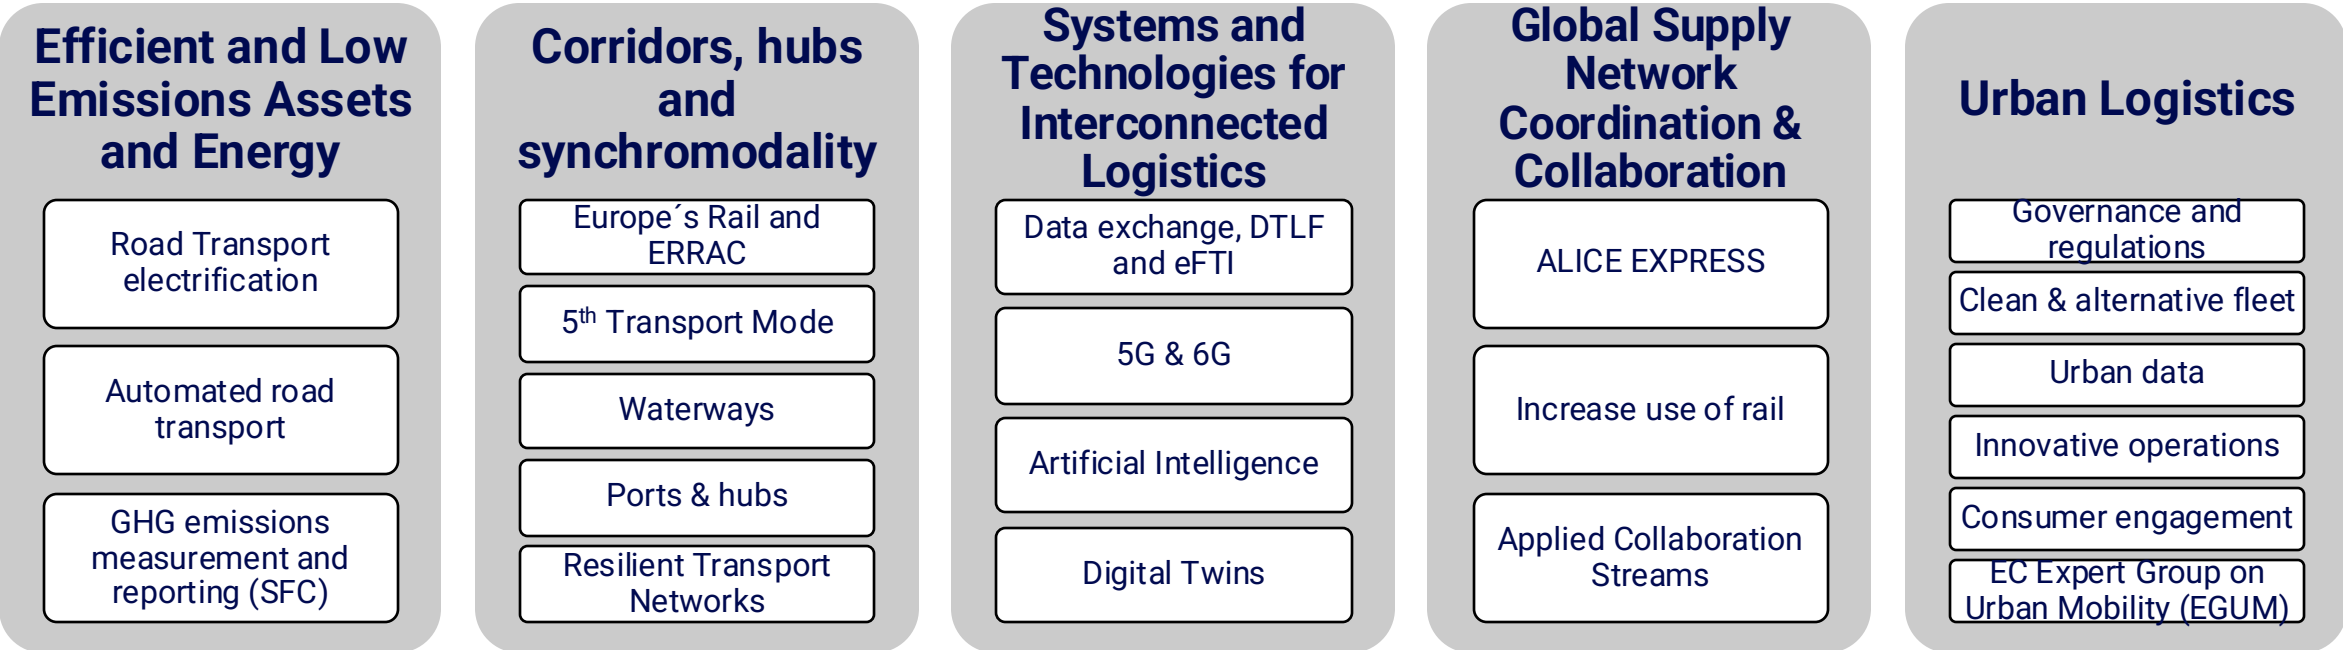 Efficient and Low
Emissions Assets
and Energy
Road Transport
electrification
Automated road
transport
GHG emissions
measurement and
reporting (SFC)
Corridors, hubs
and
synchromodality
Europe´s Rail and
ERRAC
5th Transport Mode
Waterways
Ports & hubs
Resilient Transport
Networks
Systems and
Technologies for
Interconnected
Logistics
Data exchange, DTLF
and eFTI
5G & 6G
Artificial Intelligence
Digital Twins
Global Supply
Network
Coordination &
Collaboration
ALICE EXPRESS
Increase use of rail
Applied Collaboration
Streams
Urban Logistics
Governance and
regulations
Clean & alternative fleet
Urban data
Innovative operations
Consumer engagement
EC Expert Group on
Urban Mobility (EGUM)